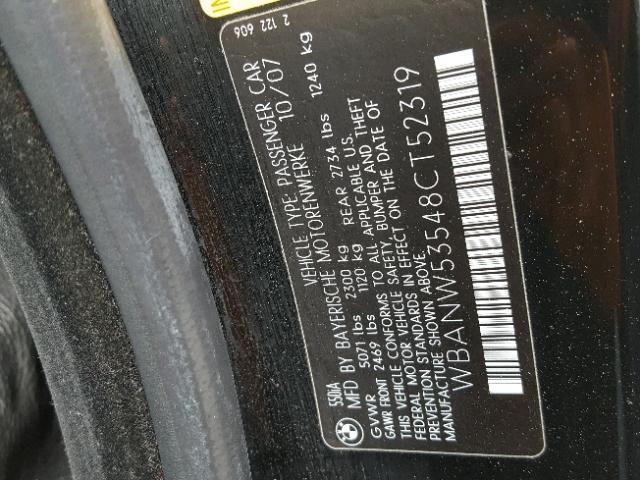 2 122 606
550iA
VEHICLE TYPE PASSENGER CAR
MFD BY BAYERISCHE MOTORENWERKE 10/07
GVWR 5071 lbs 2300 kg REAR 2734 lbs 1240 kg
GAWR FRONT 2469 lbs 1120 kg
THIS VEHICLE CONFORMS TO ALL APPLICABLE U.S.
FEDERAL MOTOR VEHICLE SAFETY, BUMPER AND THEFT
PREVENTION STANDARDS IN EFFECT ON THE DATE OF
MANUFACTURE SHOWN ABOVE.
WBANW53548CT52319